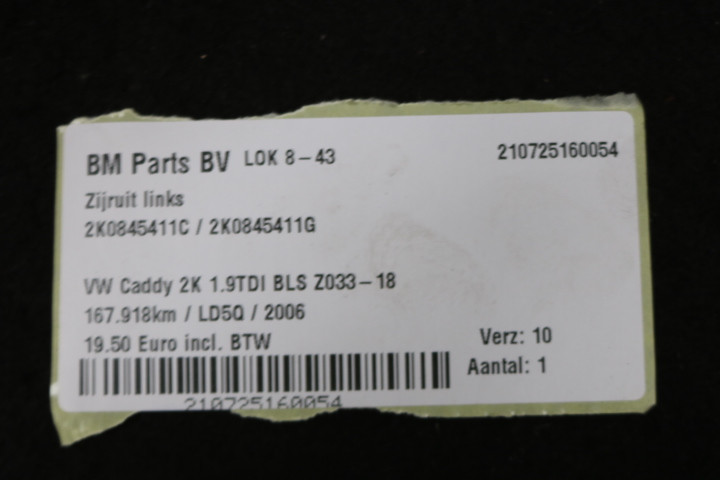 BM Parts BV LOK 8-43 210725160054
Zijruit links
2K0845411C / 2K0845411G
VW Caddy 2K 1.9TDI BLS Z033-18
167.918km / LD5Q / 2006
19.50 Euro incl. BTW Verz: 10
Aantal: 1
210725160054